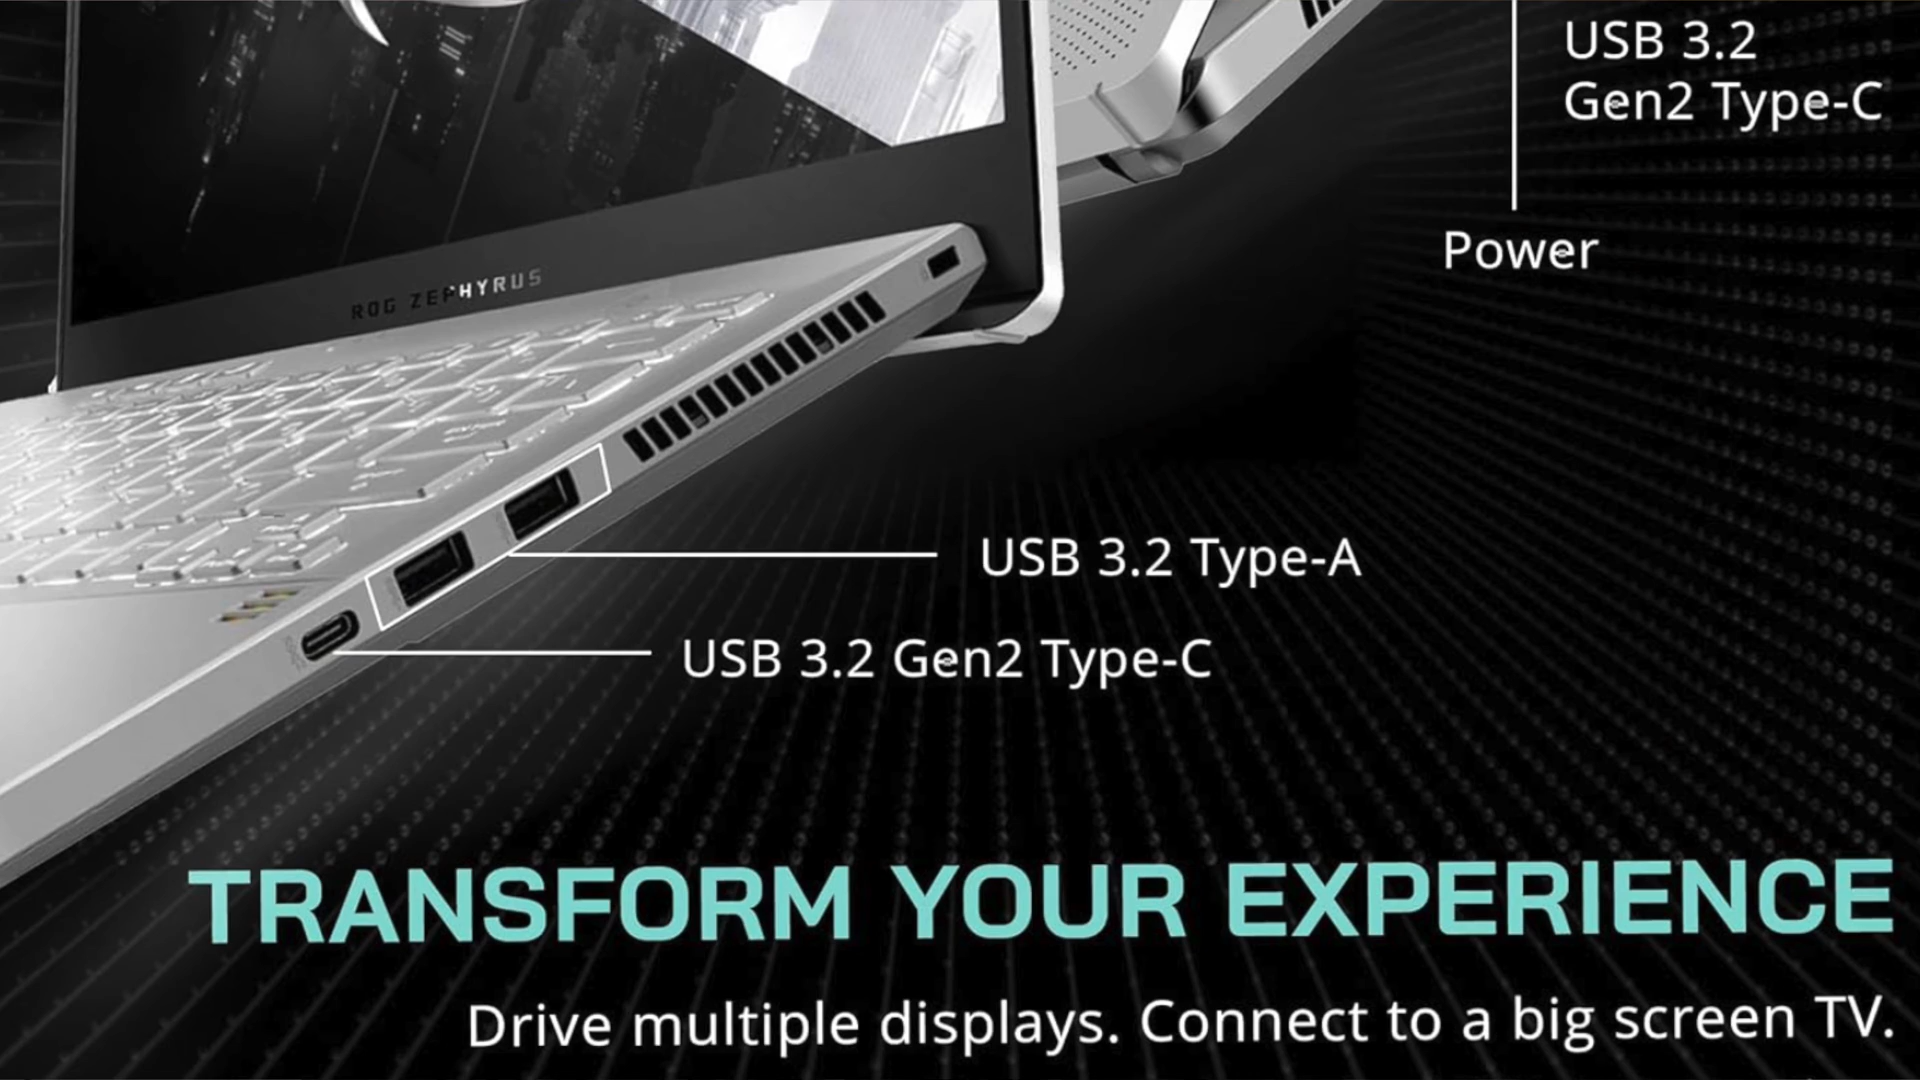 USB 3.2
Gen2 Type-C
Power
ROG ZEPHYRUS
USB 3.2 Type-A
USB 3.2 Gen2 Type-C
TRANSFORM YOUR EXPERIENCE
Drive multiple displays. Connect to a big screen TV.